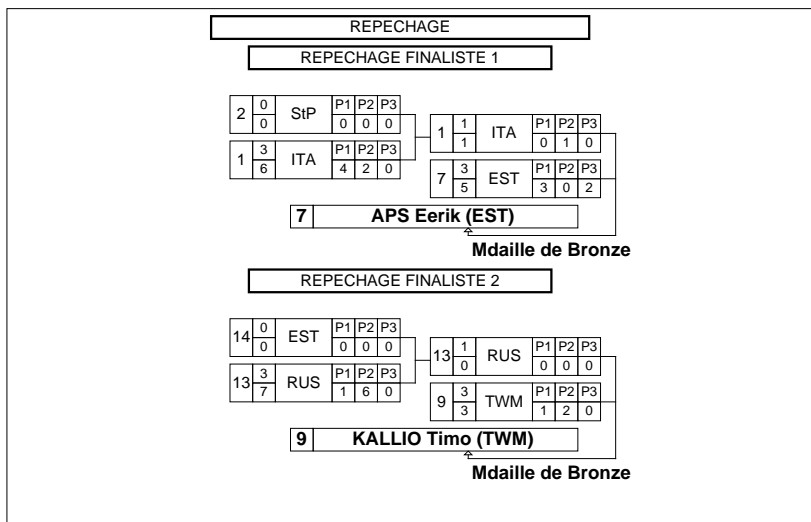 REPECHAGE
REPECHAGE FINALISTE 1
2 0 0 StP P1 P2 P3 0 0 0
1 3 6 ITA P1 P2 P3 4 2 0
1 1 1 ITA P1 P2 P3 0 1 0
7 3 5 EST P1 P2 P3 3 0 2
7 APS Eerik (EST)
Mdaille de Bronze
REPECHAGE FINALISTE 2
14 0 0 EST P1 P2 P3 0 0 0
13 3 7 RUS P1 P2 P3 1 6 0
13 1 0 RUS P1 P2 P3 0 0 0
9 3 3 TWM P1 P2 P3 1 2 0
9 KALLIO Timo (TWM)
Mdaille de Bronze